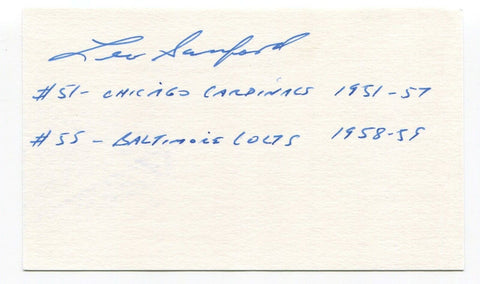 Leo Sanford
#51- CHICAGO CARDINALS 1951-57
#55 - BALTIMORE COLTS 1958-59